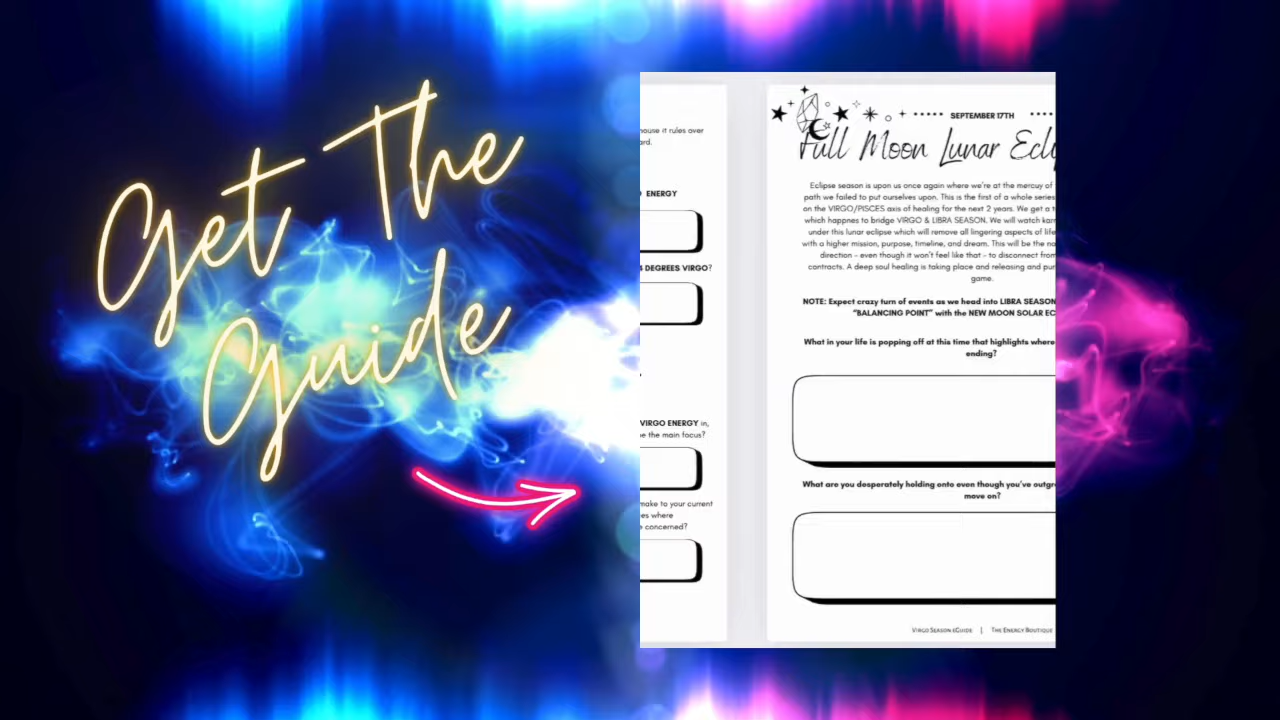 Get The
Guide
house it rules over
ard.
ENERGY
DEGREES VIRGO?
VIRGO ENERGY in,
be the main focus?
make to your current
es where
concerned?
SEPTEMBER 17TH
Full Moon Lunar Eclip
Eclipse season is upon us once again where we're at the mercy of
path we failed to put ourselves upon. This is the first of a whole series
on the VIRGO/PISCES axis of healing for the next 2 years. We get a t
which happnes to bridge VIRGO & LIBRA SEASON. We will watch karm
under this lunar eclipse which will remove all lingering aspects of life
with a higher mission, purpose, timeline, and dream. This will be the na
direction - even though it won't feel like that - to disconnect from
contracts. A deep soul healing is taking place and releasing and pur
game.
NOTE: Expect crazy turn of events as we head into LIBRA SEASON
"BALANCING POINT" with the NEW MOON SOLAR EC
What in your life is popping off at this time that highlights where
ending?
What are you desperately holding onto even though you've outgro
move on?
Virgo Season eGuide | The Energy Boutique